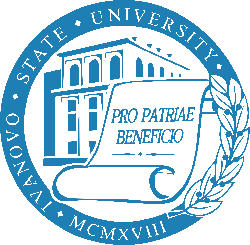 IVANOVO ♦ STATE ♦ UNIVERSITY ♦
PRO PATRIAE
BENEFICIO
♦ MCMXVIII